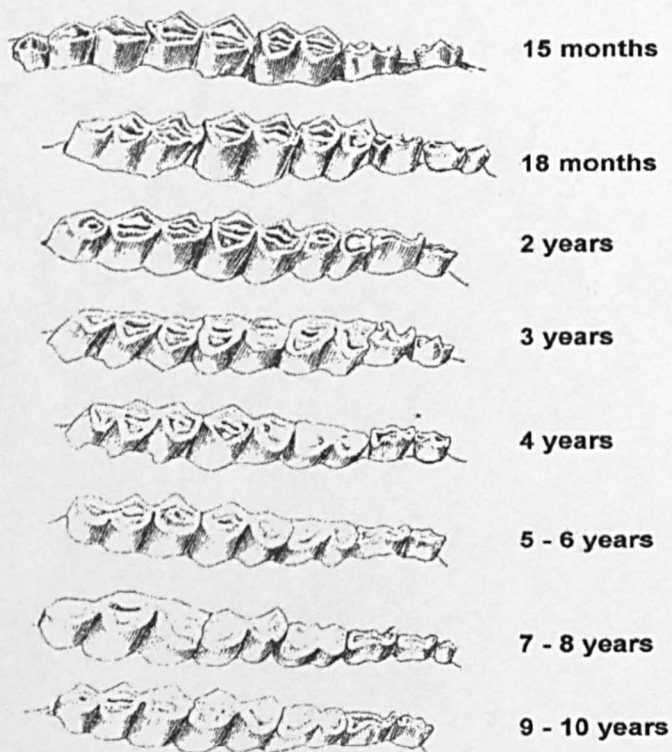 15 months
18 months
2 years
3 years
4 years
5 - 6 years
7 - 8 years
9 - 10 years